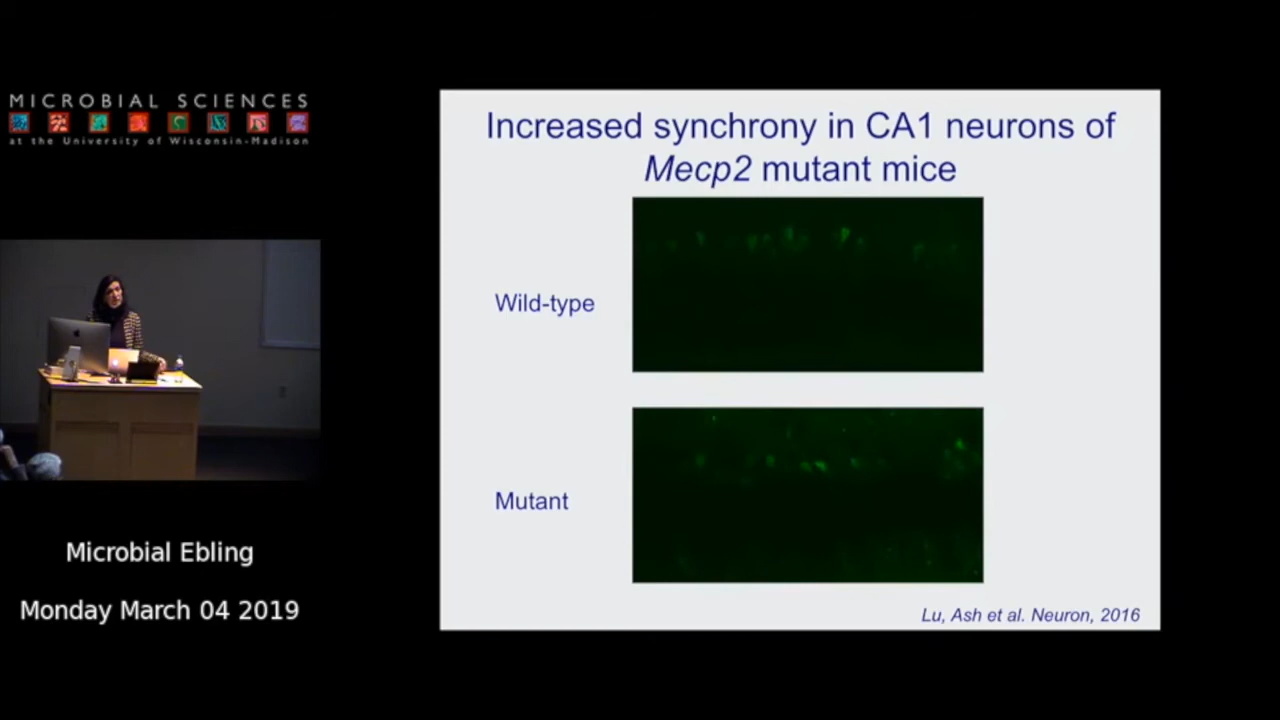 MICROBIAL SCIENCES
at the University of Wisconsin-Madison
Microbial Ebling
Monday March 04 2019
Increased synchrony in CA1 neurons of
Mecp2 mutant mice
Wild-type
Mutant
Lu, Ash et al. Neuron, 2016